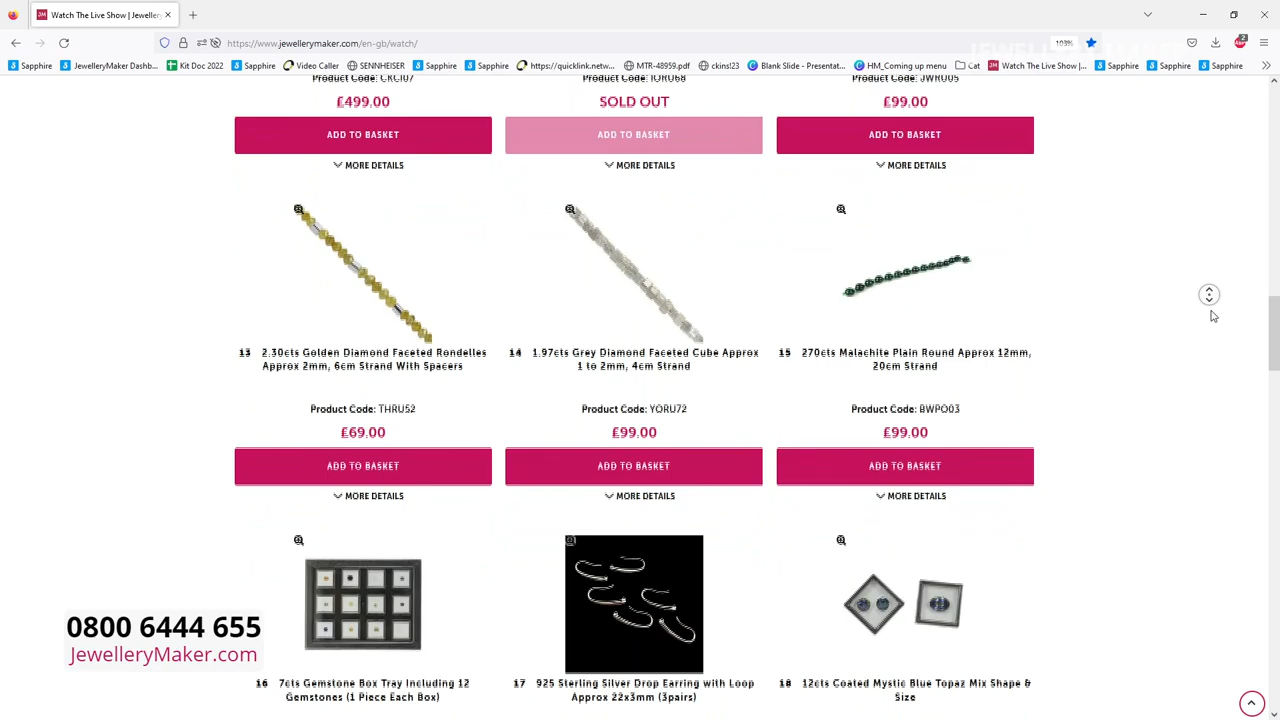 Watch The Live Show | Jeweller
https://www.jewellerymaker.com/en-gb/watch/
103%
2
Sapphire
JewelleryMaker Dashb...
Kit Doc 2022
Sapphire
Video Caller
SENNHEISER
Sapphire
Sapphire
https://quicklink.netw...
MTR-48959.pdf
ckins123
Blank Slide - Presentat...
HM_Coming up menu
Cat
Watch The Live Show |...
Sapphire
Sapphire
Sapphire
£499.00
SOLD OUT
£99.00
ADD TO BASKET
ADD TO BASKET
ADD TO BASKET
MORE DETAILS
MORE DETAILS
MORE DETAILS
13 2.30cts Golden Diamond Faceted Rondelles
Approx 2mm, 6cm Strand With Spacers
14 1.97cts Grey Diamond Faceted Cube Approx
1 to 2mm, 4cm Strand
15 270cts Malachite Plain Round Approx 12mm,
20cm Strand
Product Code: THRU52
Product Code: YORU72
Product Code: BWPO03
£69.00
£99.00
£99.00
ADD TO BASKET
ADD TO BASKET
ADD TO BASKET
MORE DETAILS
MORE DETAILS
MORE DETAILS
0800 6444 655
JewelleryMaker.com
16 7cts Gemstone Box Tray Including 12
Gemstones (1 Piece Each Box)
17 925 Sterling Silver Drop Earring with Loop
Approx 22x3mm (3pairs)
18 12cts Coated Mystic Blue Topaz Mix Shape &
Size